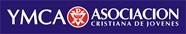 YMCA ASOCIACION
CRISTIANA DE JOVENES